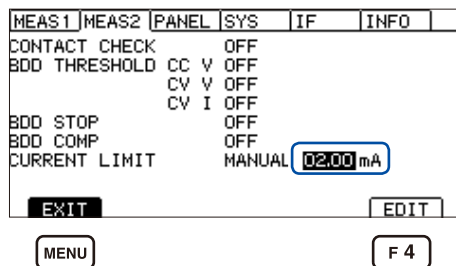 MEAS1 MEAS2 PANEL SYS IF INFO
CONTACT CHECK OFF
BDD THRESHOLD CC V OFF
CV V OFF
CV I OFF
BDD STOP OFF
BDD COMP OFF
CURRENT LIMIT MANUAL 02.00 mA
EXIT EDIT
MENU F 4